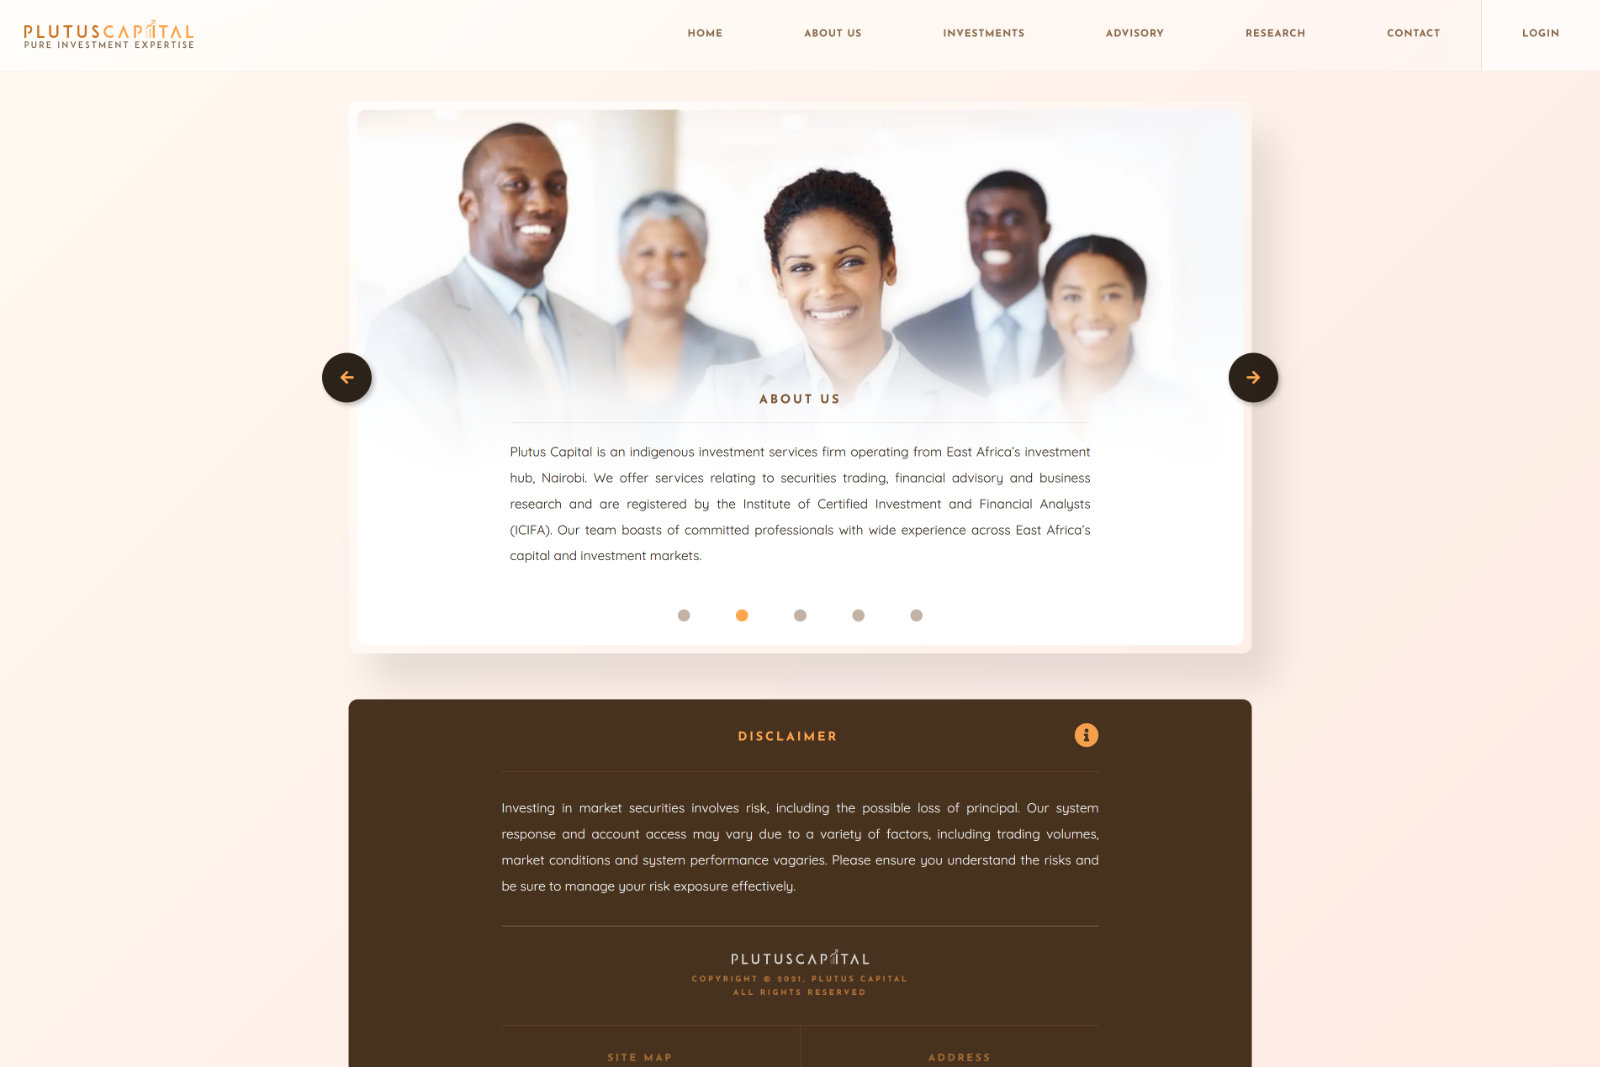 PLUTUSCAPITAL
PURE INVESTMENT EXPERTISE
HOME
ABOUT US
INVESTMENTS
ADVISORY
RESEARCH
CONTACT
LOGIN
ABOUT US
Plutus Capital is an indigenous investment services firm operating from East Africa's investment
hub, Nairobi. We offer services relating to securities trading, financial advisory and business
research and are registered by the Institute of Certified Investment and Financial Analysts
(ICIFA). Our team boasts of committed professionals with wide experience across East Africa's
capital and investment markets.
DISCLAIMER
Investing in market securities involves risk, including the possible loss of principal. Our system
response and account access may vary due to a variety of factors, including trading volumes,
market conditions and system performance vagaries. Please ensure you understand the risks and
be sure to manage your risk exposure effectively.
PLUTUSCAPITAL
COPYRIGHT © 2021, PLUTUS CAPITAL
ALL RIGHTS RESERVED
SITE MAP
ADDRESS